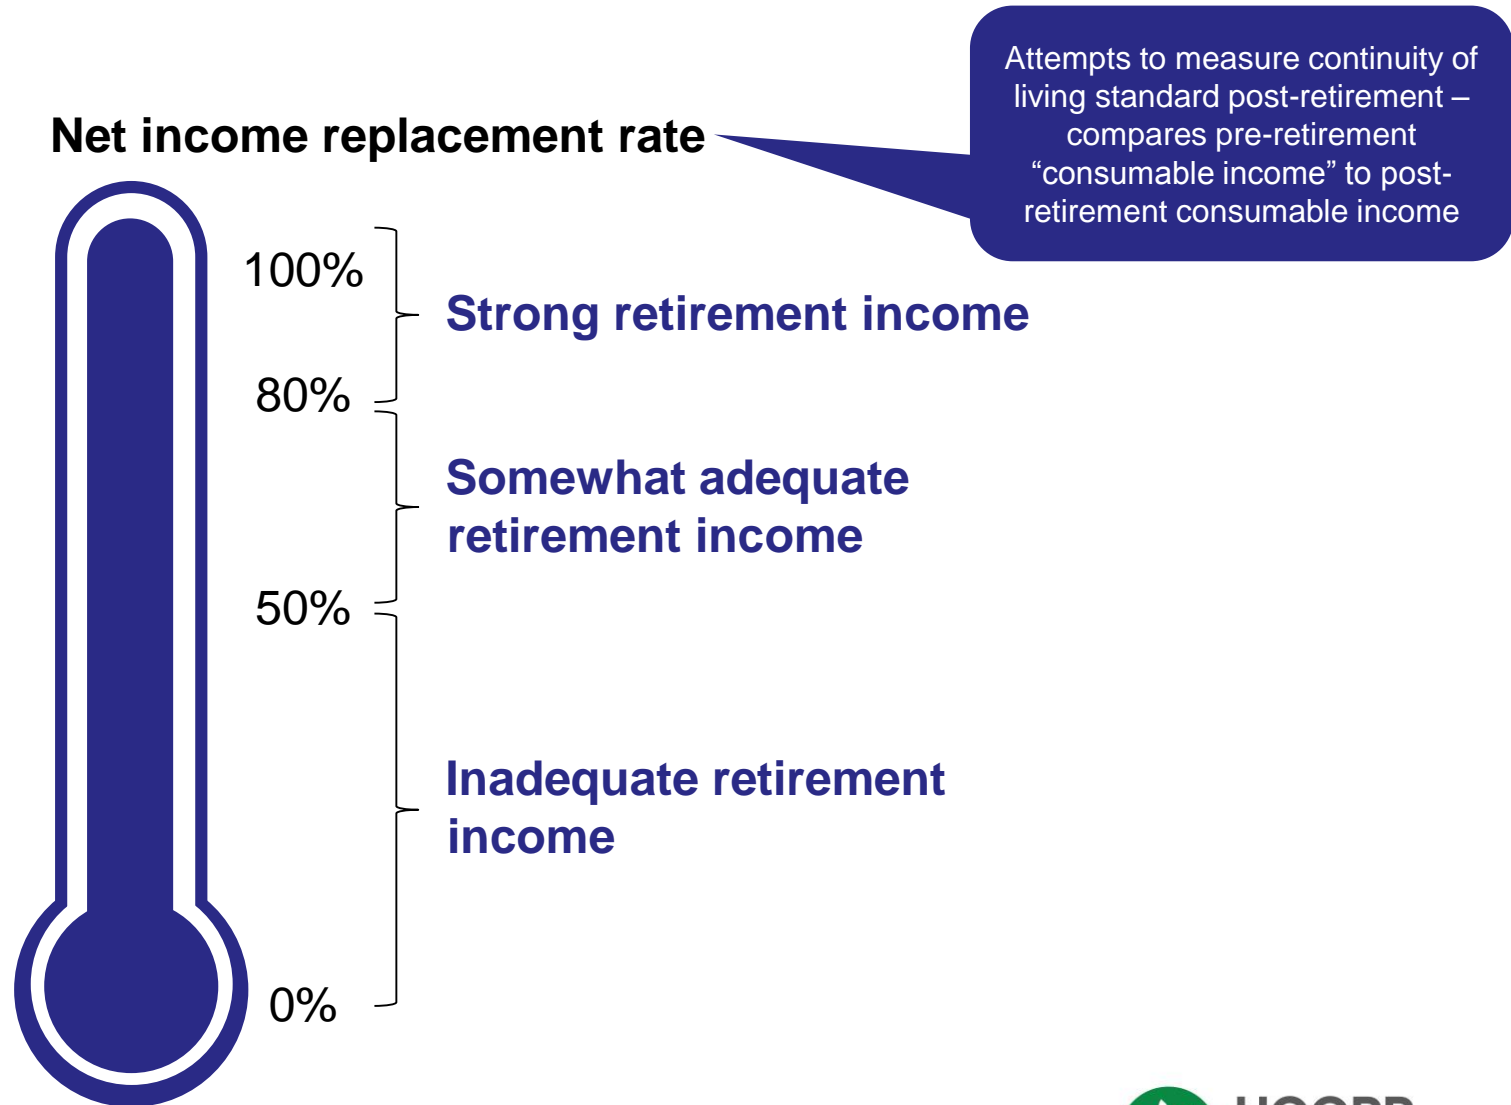 Attempts to measure continuity of
living standard post-retirement –
compares pre-retirement
“consumable income” to post-
retirement consumable income
Net income replacement rate
100%
Strong retirement income
80%
Somewhat adequate
retirement income
50%
Inadequate retirement
income
0%
HOOPP